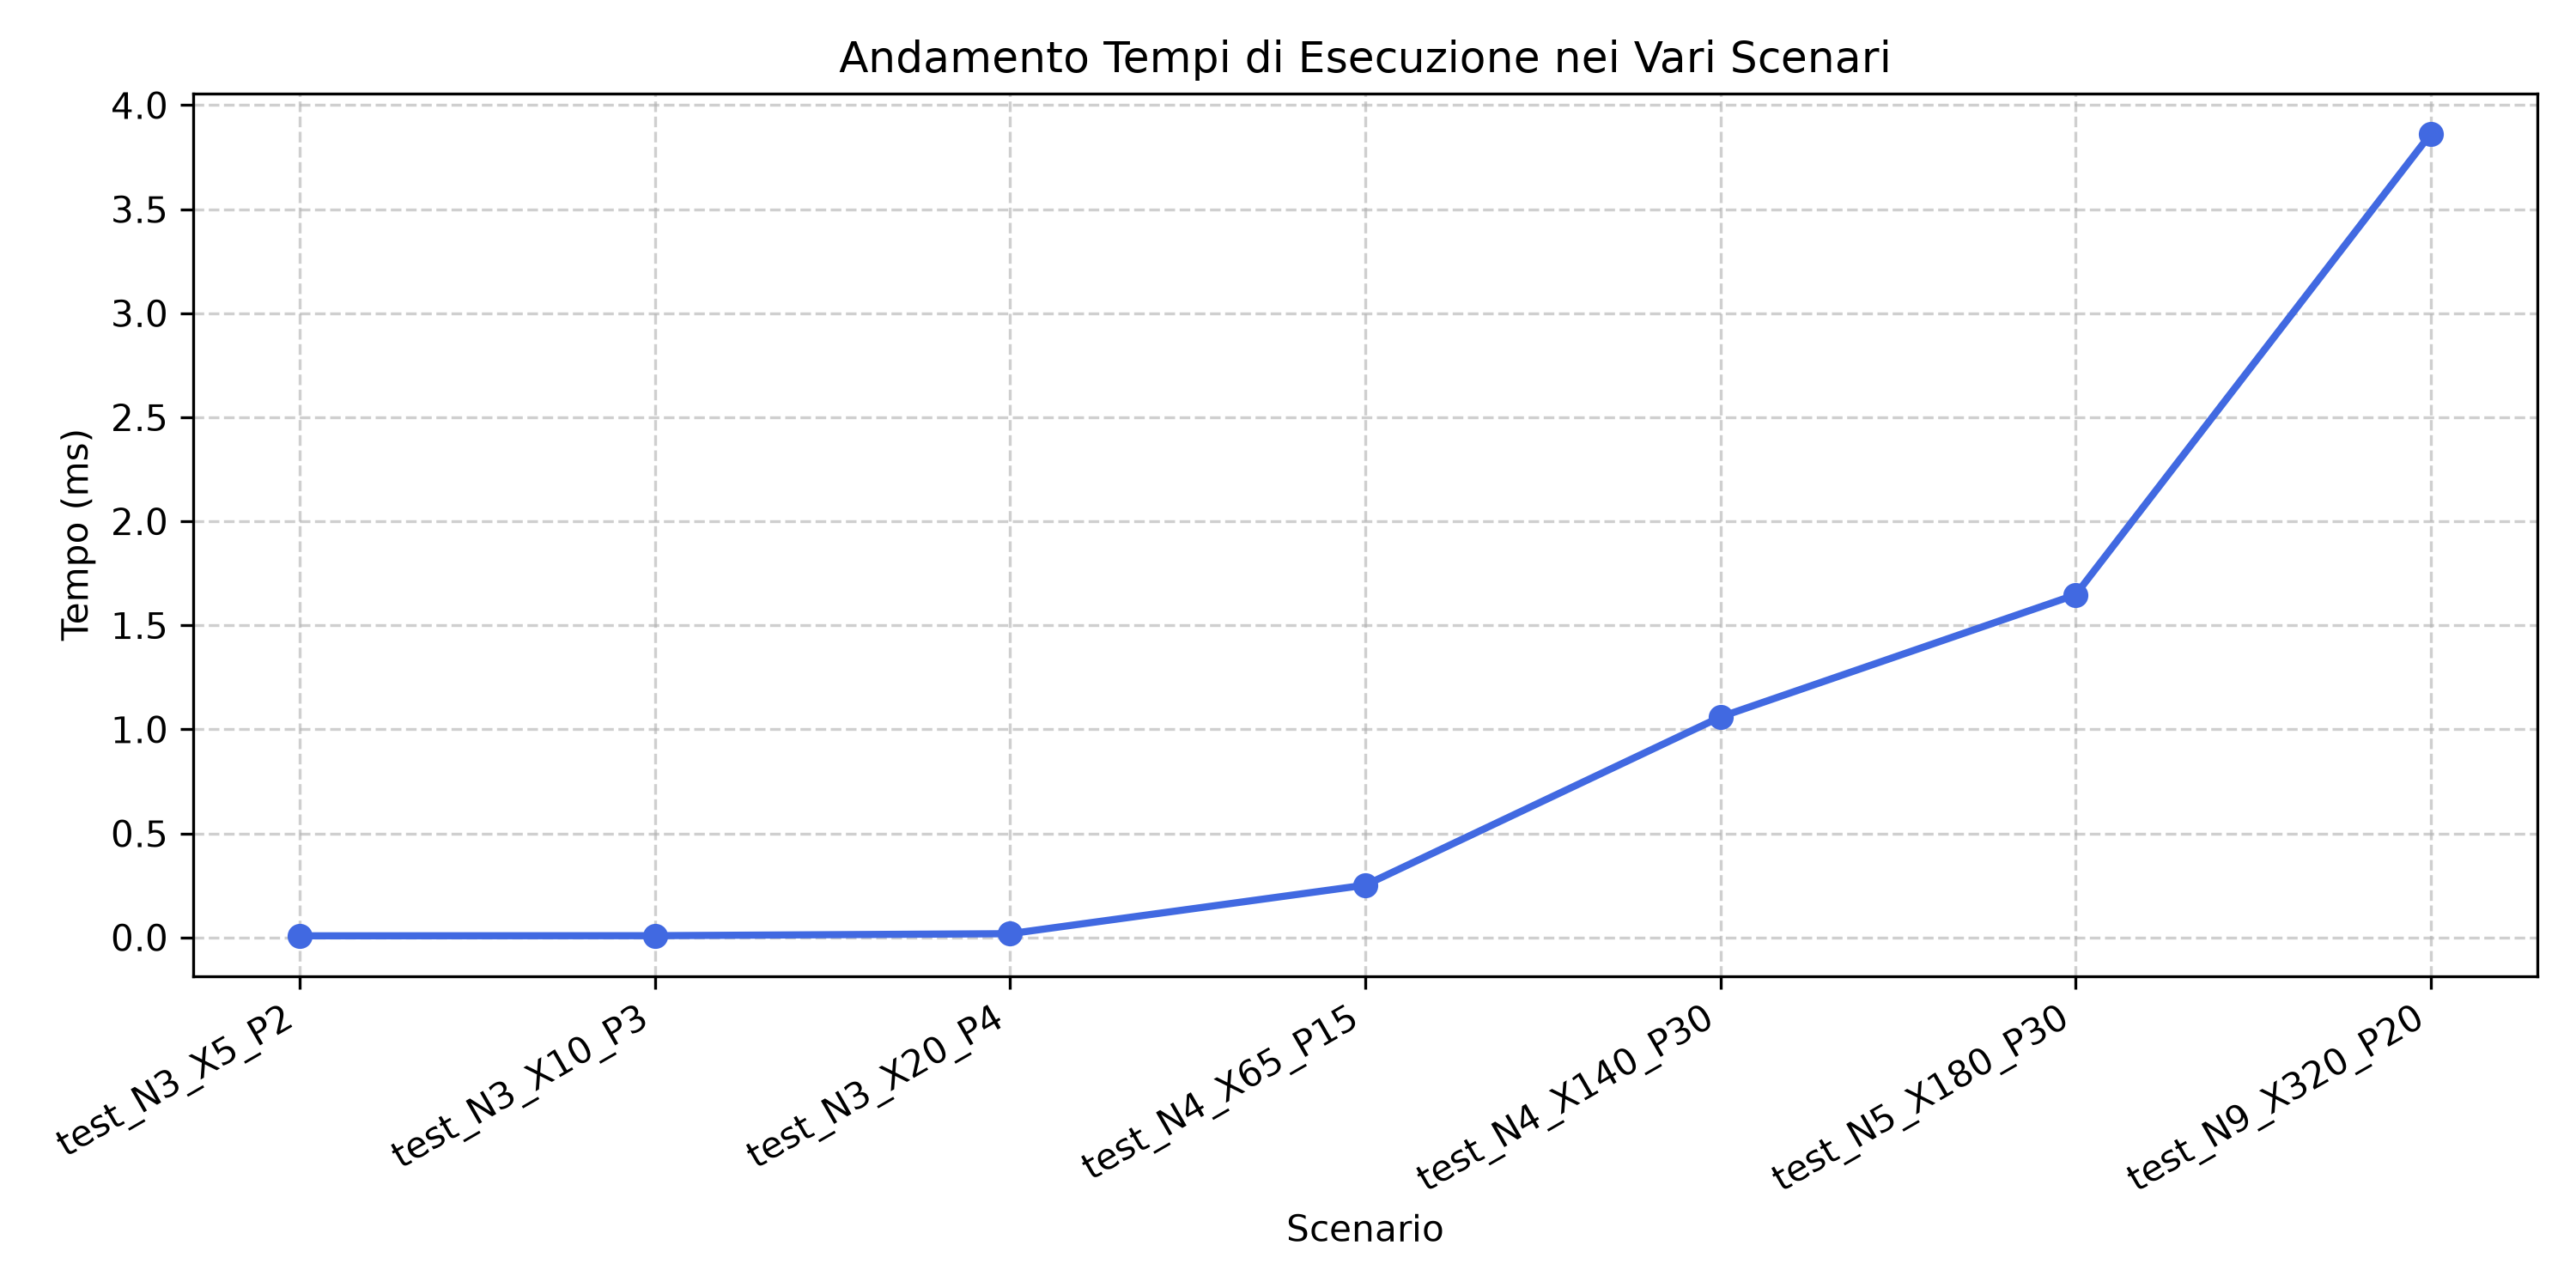 Andamento Tempi di Esecuzione nei Vari Scenari
4.0
3.5
3.0
2.5
2.0
1.5
1.0
0.5
0.0
Tempo (ms)
test_N3_X5_P2
test_N3_X10_P3
test_N3_X20_P4
test_N4_X65_P15
test_N4_X140_P30
test_N5_X180_P30
test_N9_X320_P20
Scenario